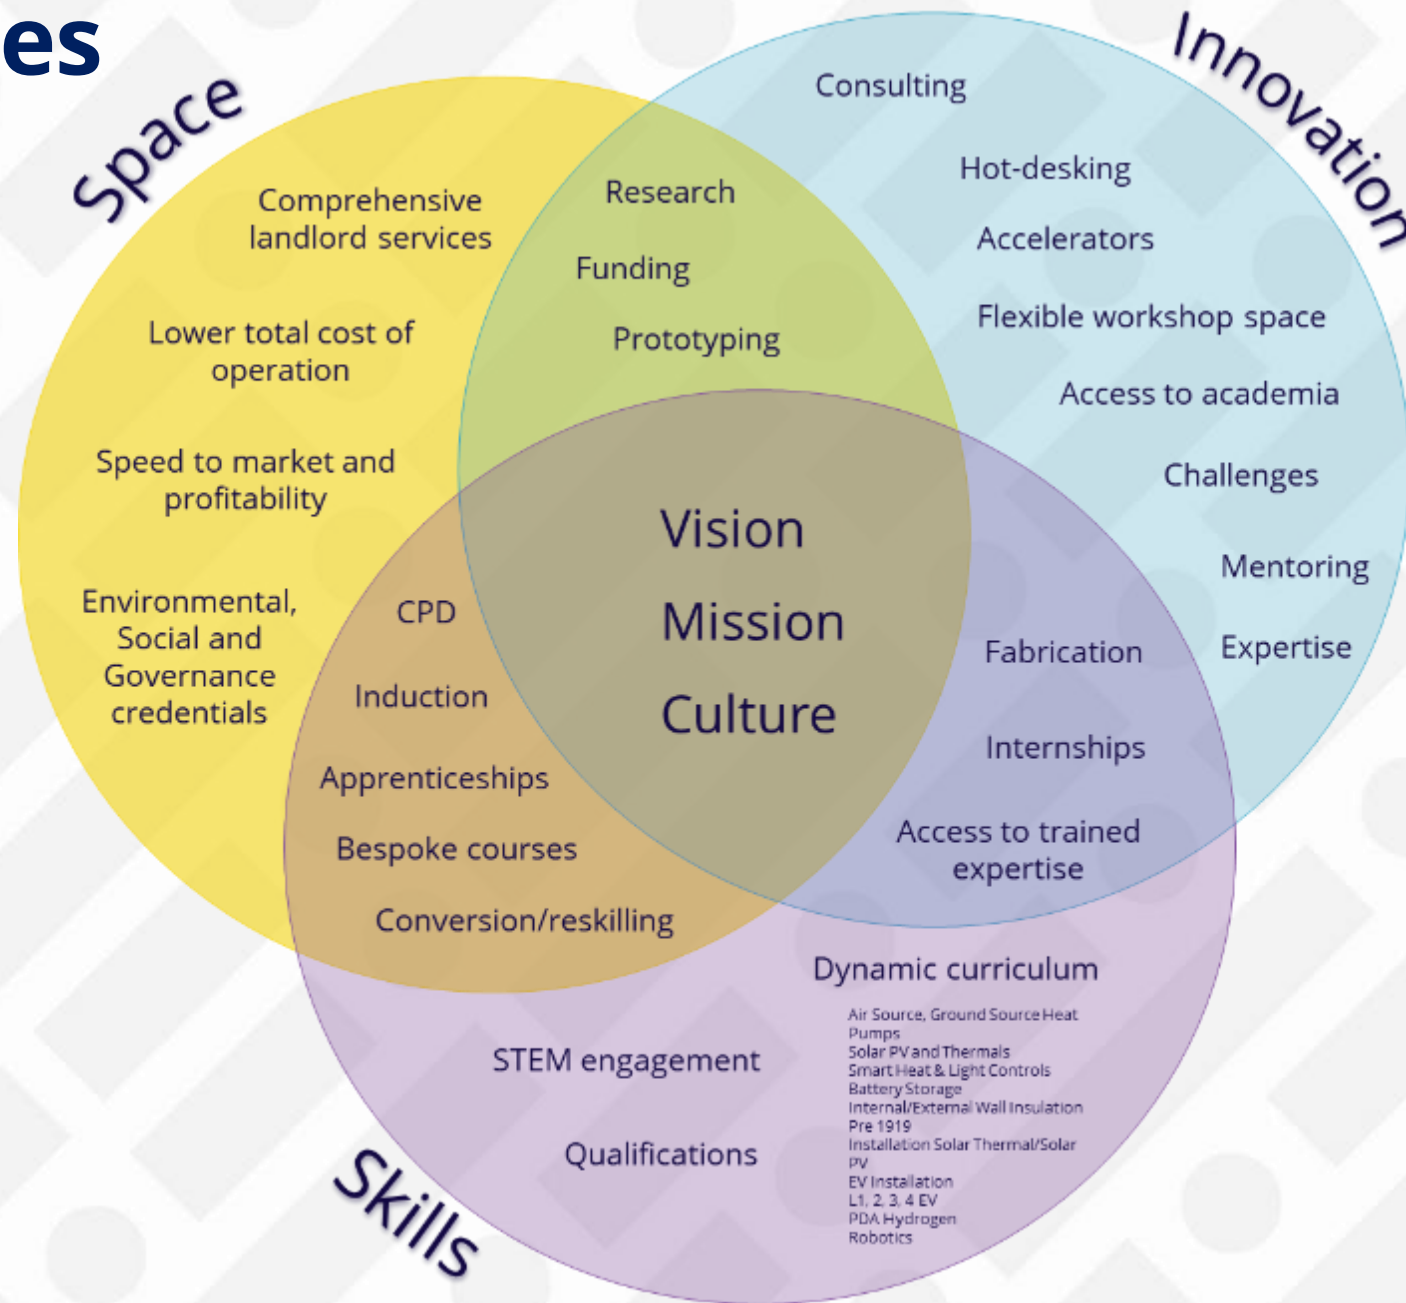 es
Space
Innovation
Comprehensive
landlord services
Lower total cost of
operation
Speed to market and
profitability
Environmental,
Social and
Governance
credentials
Research
Funding
Prototyping
Consulting
Hot-desking
Accelerators
Flexible workshop space
Access to academia
Challenges
Mentoring
Expertise
Vision
Mission
Culture
CPD
Induction
Apprenticeships
Bespoke courses
Conversion/reskilling
Fabrication
Internships
Access to trained
expertise
Skills
STEM engagement
Qualifications
Dynamic curriculum
Air Source, Ground Source Heat
Pumps
Solar PV and Thermals
Smart Heat & Light Controls
Battery Storage
Internal/External Wall Insulation
Pre 1919
Installation Solar Thermal/Solar
PV
EV Installation
L1, 2, 3, 4 EV
PDA Hydrogen
Robotics